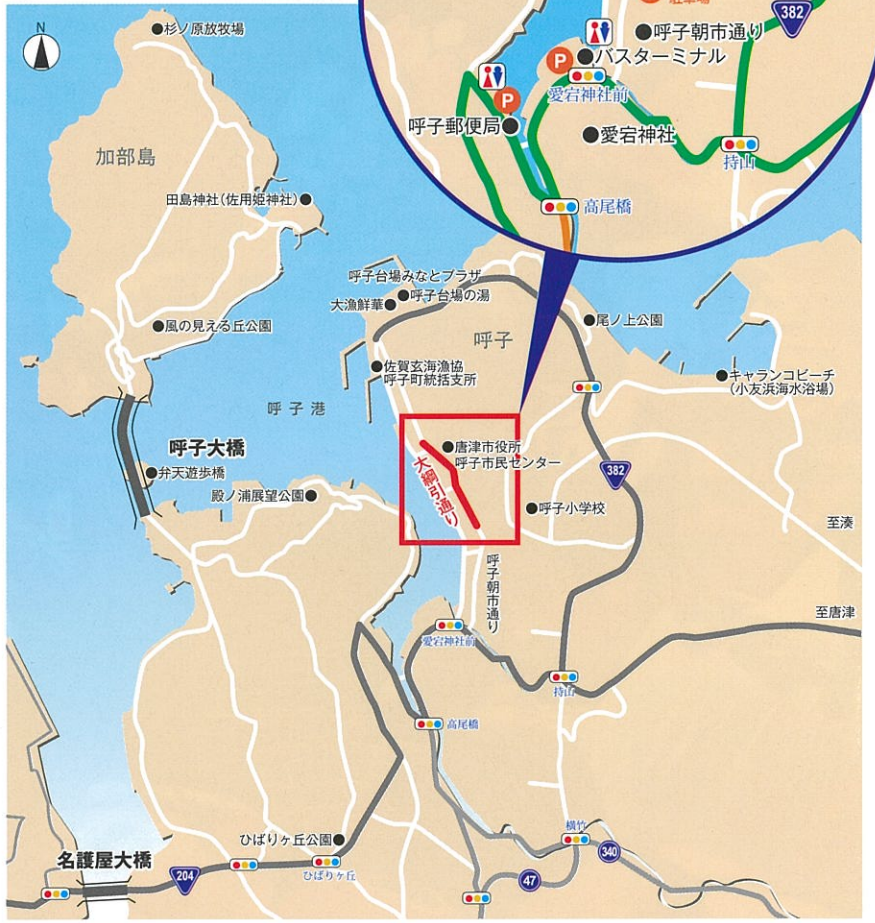 駐車場
382
呼子朝市通り
P
バスターミナル
P
愛宕神社前
呼子郵便局
愛宕神社
持山
高尾橋
N
杉ノ原放牧場
加部島
田島神社(佐用姫神社)
呼子台場みなとプラザ
呼子台場の湯
大漁鮮華
風の見える丘公園
呼子
尾ノ上公園
佐賀玄海漁協
呼子町統括支所
キャランコビーチ
(小友浜海水浴場)
呼子港
呼子大橋
唐津市役所
呼子市民センター
大綱引通り
弁天遊歩橋
382
殿ノ浦展望公園
呼子小学校
至湊
呼子朝市通り
至唐津
愛宕神社前
持山
高尾橋
横竹
ひばりヶ丘公園
340
名護屋大橋
204
ひばりヶ丘
47